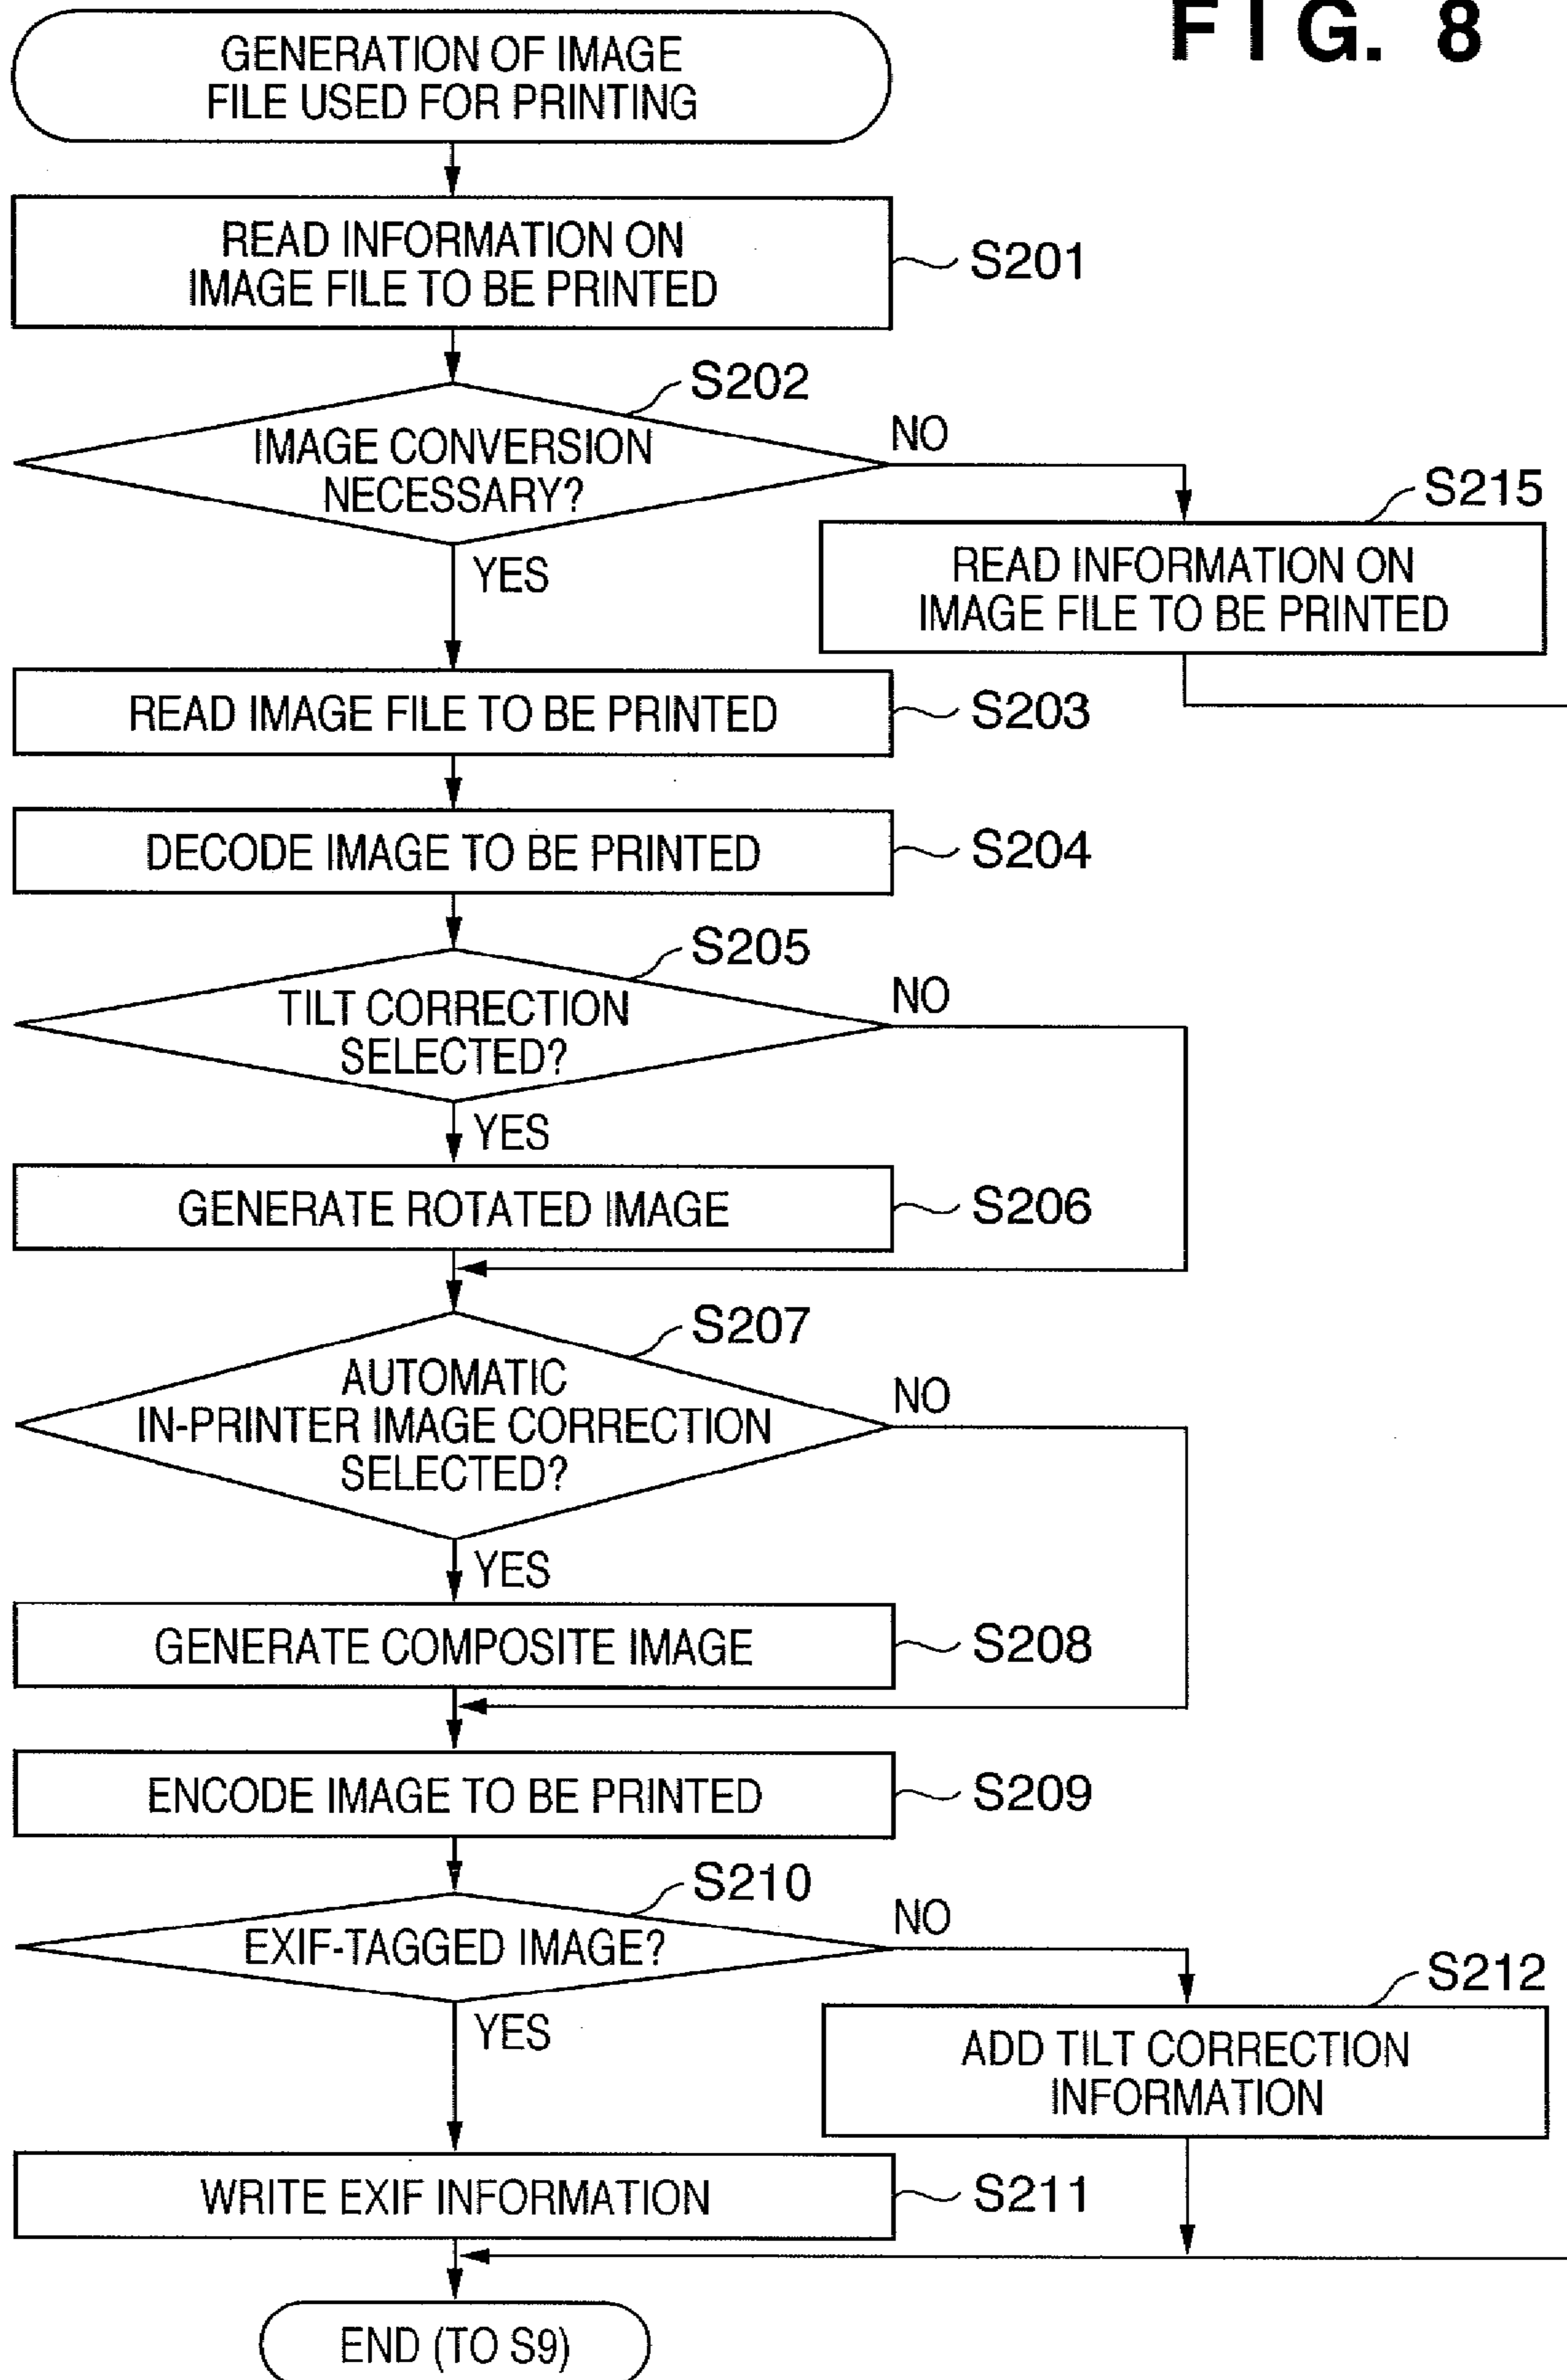 FIG. 8
GENERATION OF IMAGE
FILE USED FOR PRINTING
READ INFORMATION ON
IMAGE FILE TO BE PRINTED
S201
S202
IMAGE CONVERSION
NECESSARY?
NO
YES
S215
READ INFORMATION ON
IMAGE FILE TO BE PRINTED
READ IMAGE FILE TO BE PRINTED
S203
DECODE IMAGE TO BE PRINTED
S204
S205
TILT CORRECTION
SELECTED?
NO
YES
GENERATE ROTATED IMAGE
S206
S207
AUTOMATIC
IN-PRINTER IMAGE CORRECTION
SELECTED?
NO
YES
GENERATE COMPOSITE IMAGE
S208
ENCODE IMAGE TO BE PRINTED
S209
S210
EXIF-TAGGED IMAGE?
NO
YES
S212
ADD TILT CORRECTION
INFORMATION
WRITE EXIF INFORMATION
S211
END (TO S9)